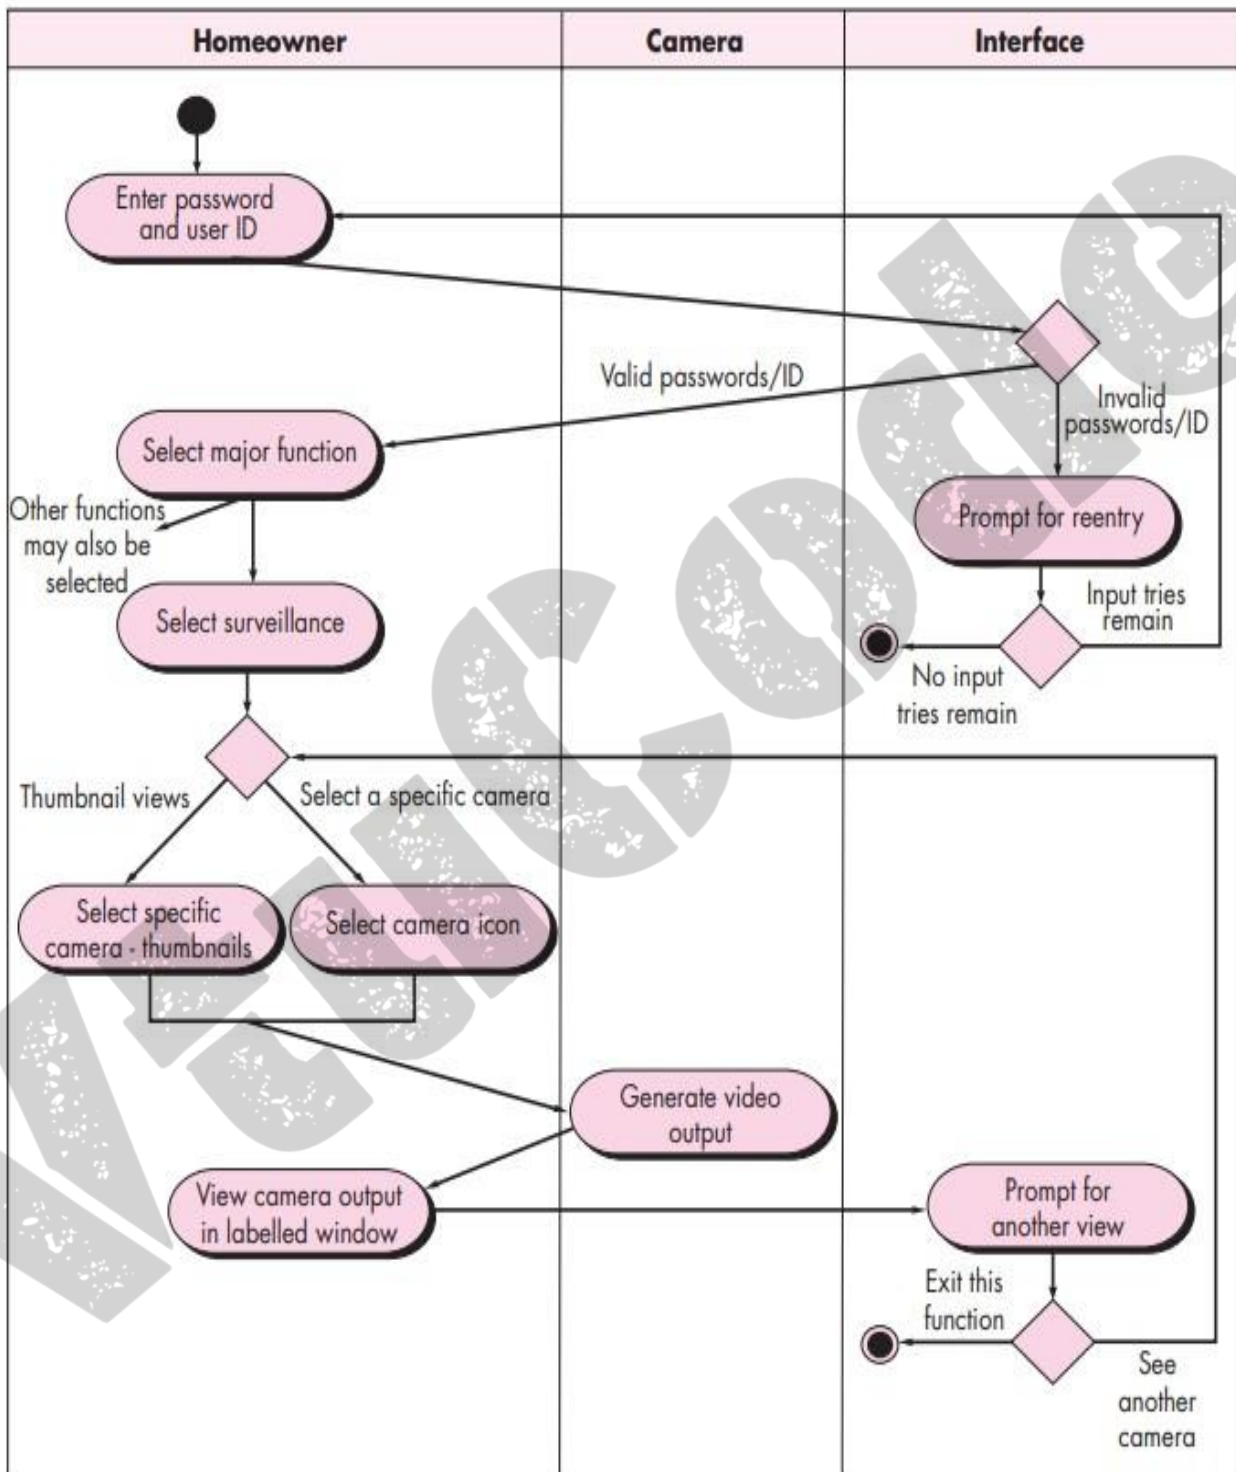 Homeowner
Camera
Interface
Enter password
and user ID
Valid passwords/ID
Invalid
passwords/ID
Select major function
Other functions
may also be
selected
Prompt for reentry
Input tries
remain
Select surveillance
No input
tries remain
Thumbnail views
Select a specific camera
Select specific
camera - thumbnails
Select camera icon
Generate video
output
View camera output
in labelled window
Prompt for
another view
Exit this
function
See
another
camera
VTUCode